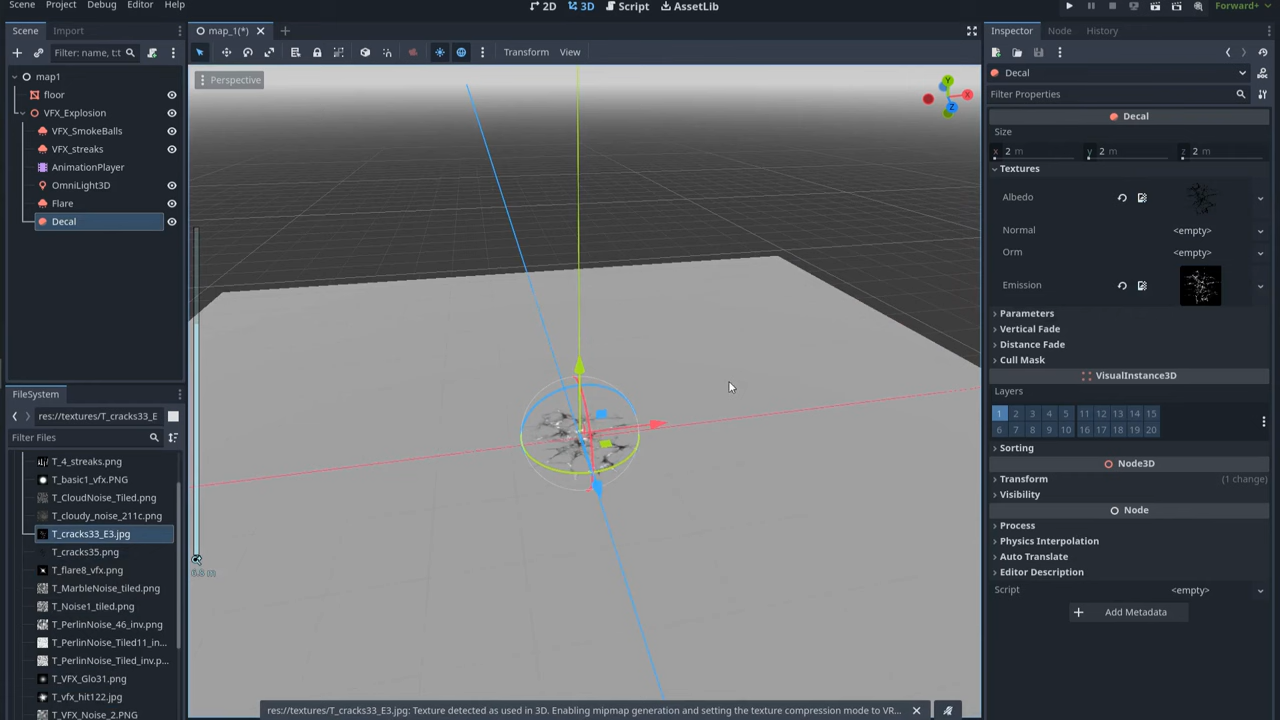 Scene Project Debug Editor Help
2D 3D Script AssetLib
Forward+
Scene Import
Filter: name, t:t
map1
floor
VFX_Explosion
VFX_SmokeBalls
VFX_streaks
AnimationPlayer
OmniLight3D
Flare
Decal
FileSystem
res://textures/T_cracks33_E
Filter Files
T_4_streaks.png
T_basic1_vfx.PNG
T_CloudNoise_Tiled.png
T_cloudy_noise_211c.png
T_cracks33_E3.jpg
T_cracks35.png
T_flare8_vfx.png
T_MarbleNoise_tiled.png
T_Noise1_tiled.png
T_PerlinNoise_46_inv.png
T_PerlinNoise_Tiled11_in...
T_PerlinNoise_Tiled_inv.p...
T_VFX_Glo31.png
T_vfx_hit122.jpg
T_VFX_Noise_2.PNG
map_1(*)
Transform View
Perspective
Y
X
Z
6.8 m
res://textures/T_cracks33_E3.jpg: Texture detected as used in 3D. Enabling mipmap generation and setting the texture compression mode to VR...
Inspector Node History
Decal
Filter Properties
Decal
Size
x 2 m y 2 m z 2 m
Textures
Albedo
Normal <empty>
Orm <empty>
Emission
Parameters
Vertical Fade
Distance Fade
Cull Mask
VisualInstance3D
Layers
1 2 3 4 5 11 12 13 14 15
6 7 8 9 10 16 17 18 19 20
Sorting
Node3D
Transform (1 change)
Visibility
Node
Process
Physics Interpolation
Auto Translate
Editor Description
Script <empty>
Add Metadata